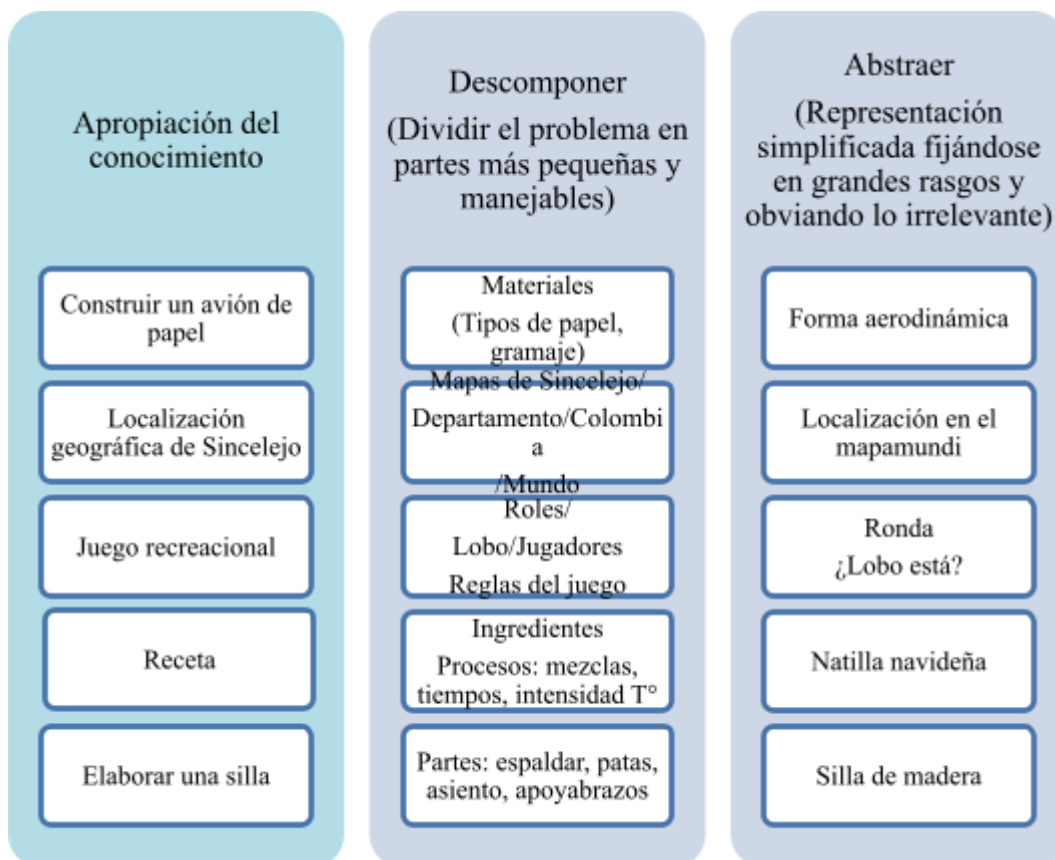 Apropiación del
conocimiento
Construir un avión de
papel
Localización
geográfica de Sincelejo
Juego recreacional
Receta
Elaborar una silla
Descomponer
(Dividir el problema en
partes más pequeñas y
manejables)
Materiales
(Tipos de papel,
gramaje)
Mapas de Sincelejo/
Departamento/Colombi
a
/Mundo
Roles/
Lobo/Jugadores
Reglas del juego
Ingredientes
Procesos: mezclas,
tiempos, intensidad T°
Partes: espaldar, patas,
asiento, apoyabrazos
Abstraer
(Representación
simplificada fijándose
en grandes rasgos y
obviando lo irrelevante)
Forma aerodinámica
Localización en el
mapamundi
Ronda
¿Lobo está?
Natilla navideña
Silla de madera